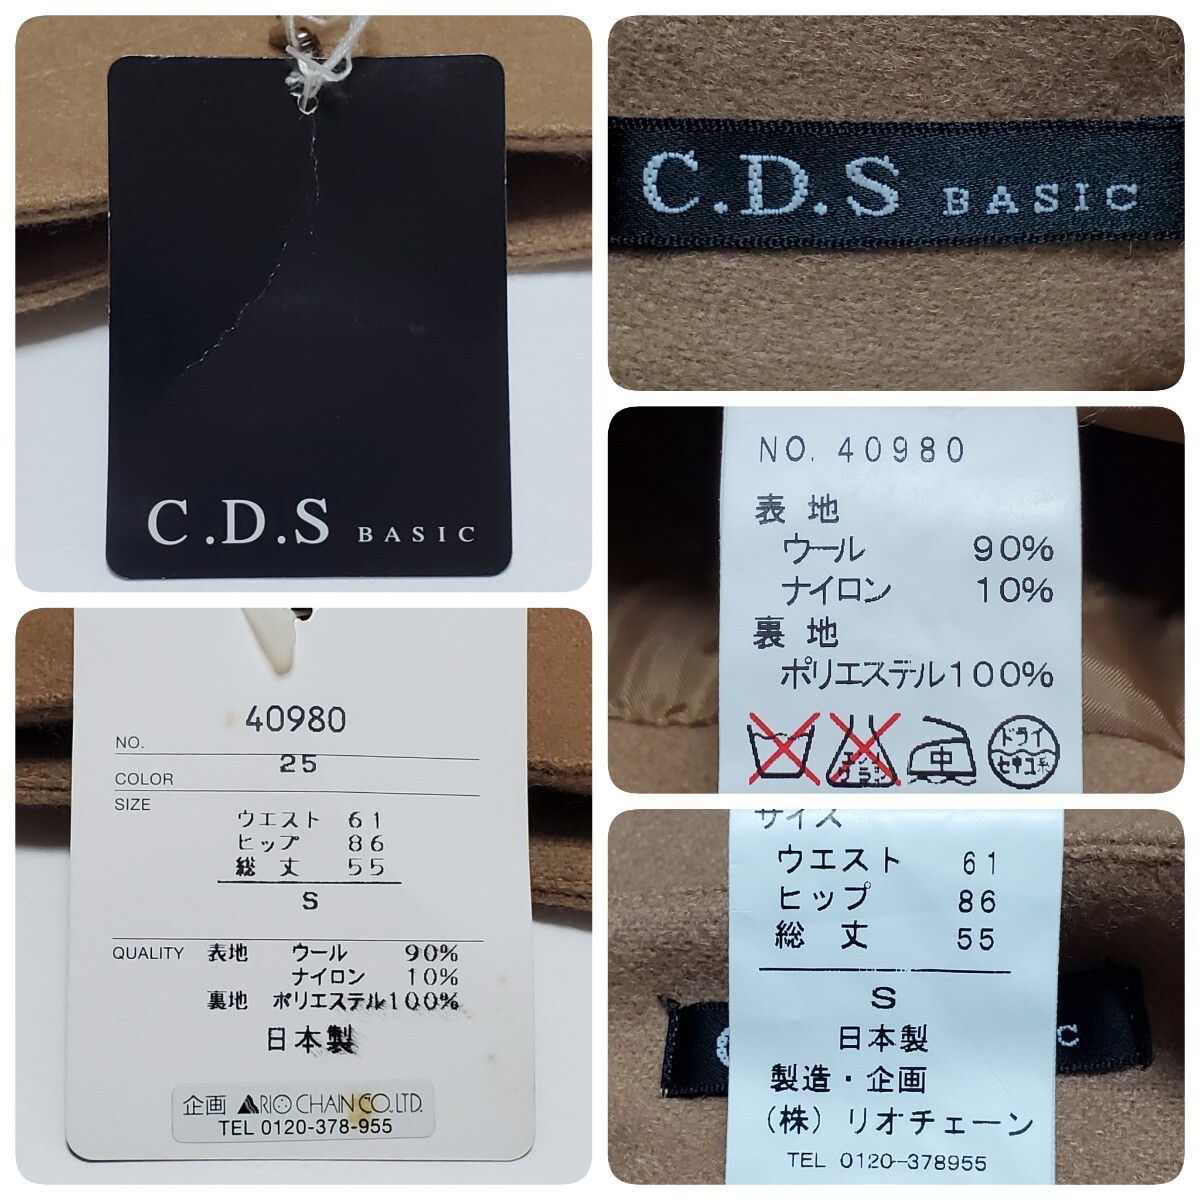 C.D.S BASIC
C.D.S BASIC
NO. 40980
表地
ウール 90%
ナイロン 10%
裏地
ポリエステル100%
エンソ
サラシ
中
ドライ
セキユ系
NO. 40980
COLOR 25
SIZE
ウエスト 61
ヒップ 86
総丈 55
S
QUALITY 表地 ウール 90%
ナイロン 10%
裏地 ポリエステル100%
日本製
企画 RIO CHAIN CO.LTD.
TEL 0120-378-955
サイズ
ウエスト 61
ヒップ 86
総丈 55
S
日本製
製造・企画
(株) リオチェーン
TEL 0120-378955
C